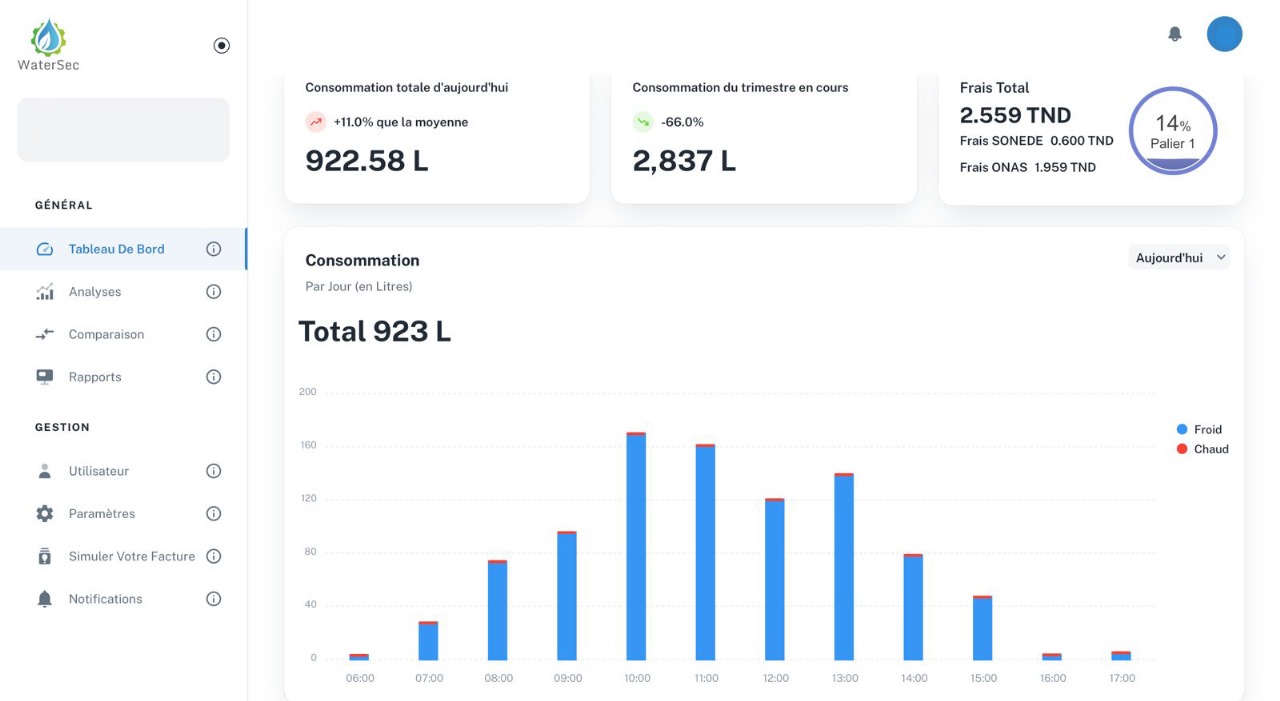 WaterSec
GÉNÉRAL
Tableau De Bord
Analyses
Comparaison
Rapports
GESTION
Utilisateur
Paramètres
Simuler Votre Facture
Notifications
Consommation totale d'aujourd'hui
+11.0% que la moyenne
922.58 L
Consommation du trimestre en cours
-66.0%
2,837 L
Frais Total
2.559 TND
Frais SONEDE 0.600 TND
Frais ONAS 1.959 TND
14%
Palier 1
Consommation
Par Jour (en Litres)
Aujourd'hui
Total 923 L
200
160
120
80
40
0
06:00 07:00 08:00 09:00 10:00 11:00 12:00 13:00 14:00 15:00 16:00 17:00
Froid
Chaud